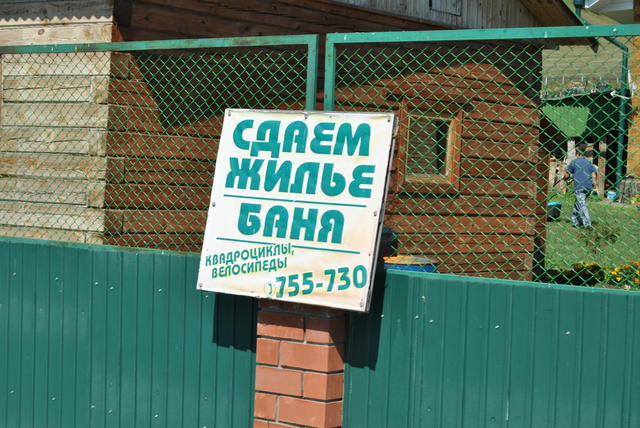 СДАЕМ
ЖИЛЬЕ
БАНЯ
КВАДРОЦИКЛЫ,
ВЕЛОСИПЕДЫ
755-730